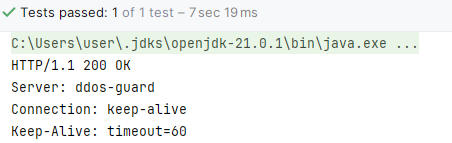 Tests passed: 1 of 1 test – 7 sec 19 ms
C:\Users\user\.jdks\openjdk-21.0.1\bin\java.exe ...
HTTP/1.1 200 OK
Server: ddos-guard
Connection: keep-alive
Keep-Alive: timeout=60